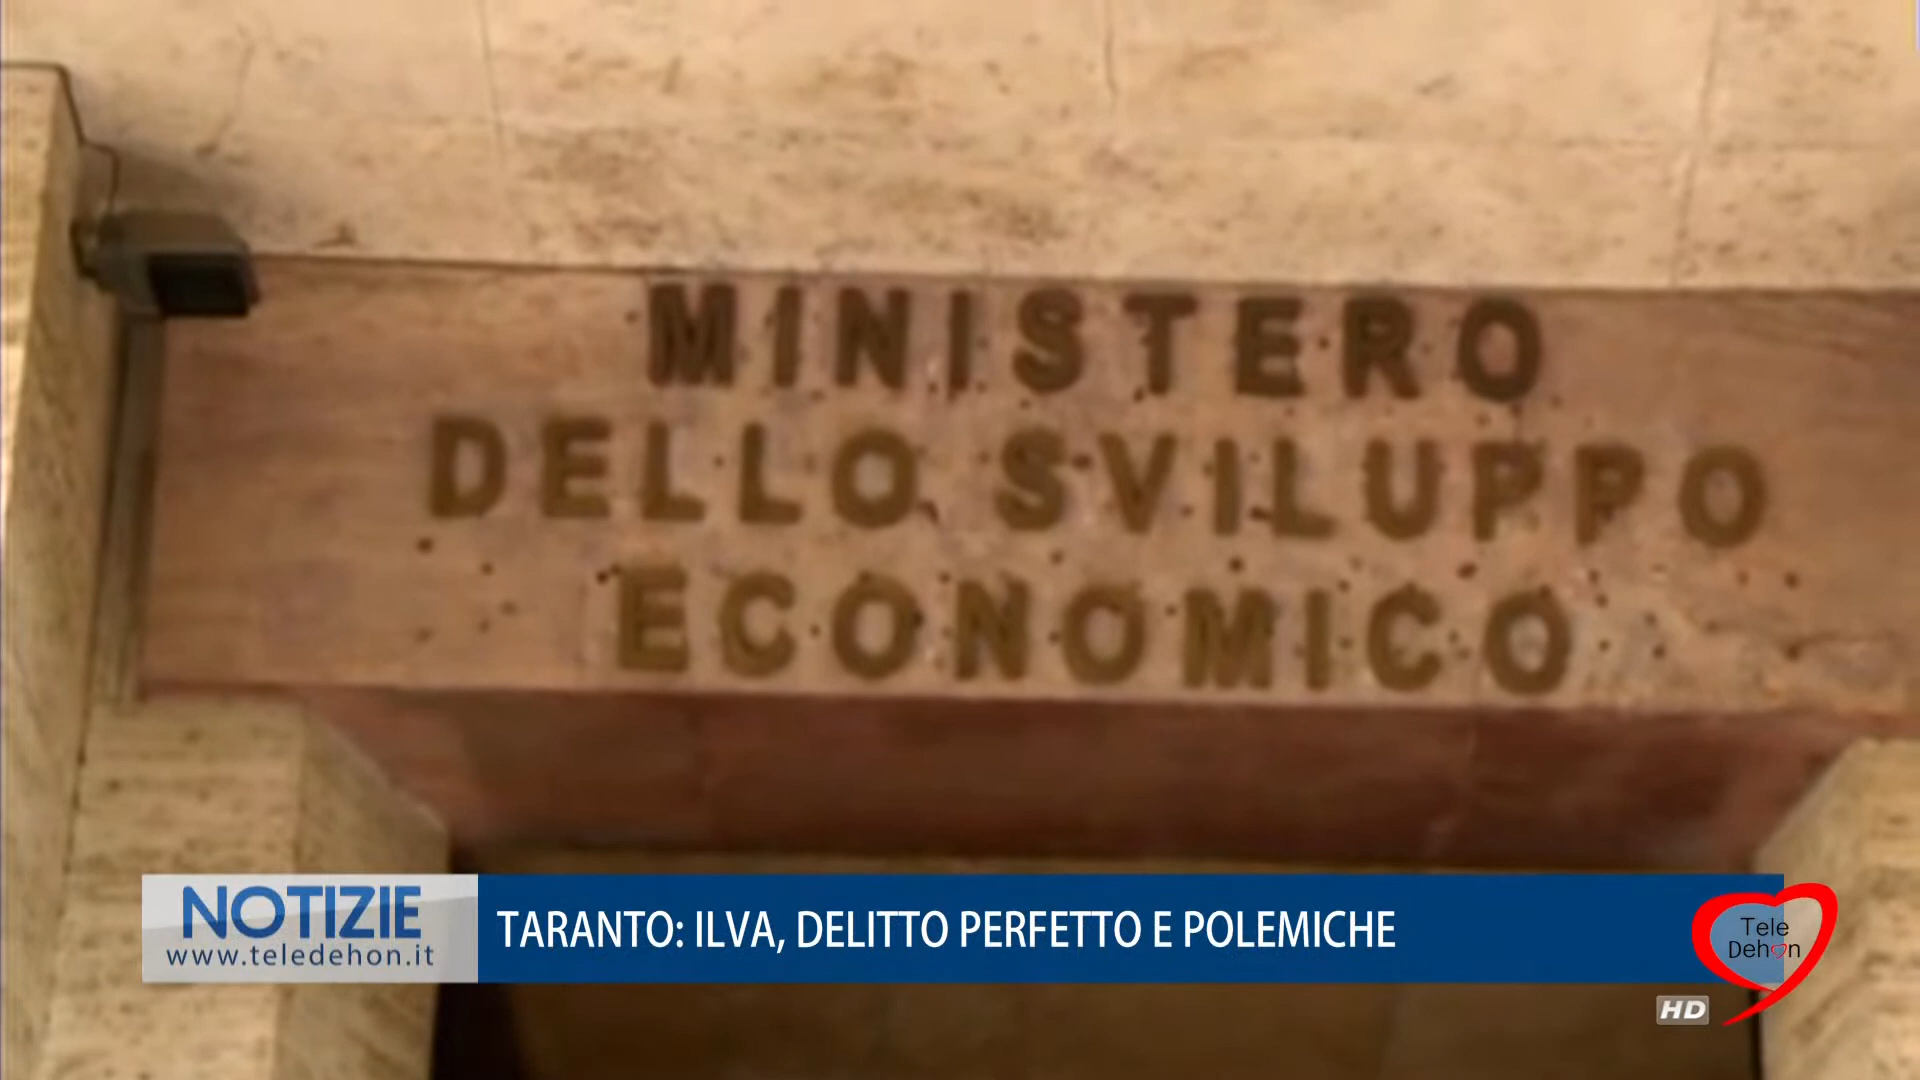 MINISTERO
DELLO SVILUPPO
ECONOMICO
NOTIZIE
www.teledehon.it
TARANTO: ILVA, DELITTO PERFETTO E POLEMICHE
Tele
Dehon
HD